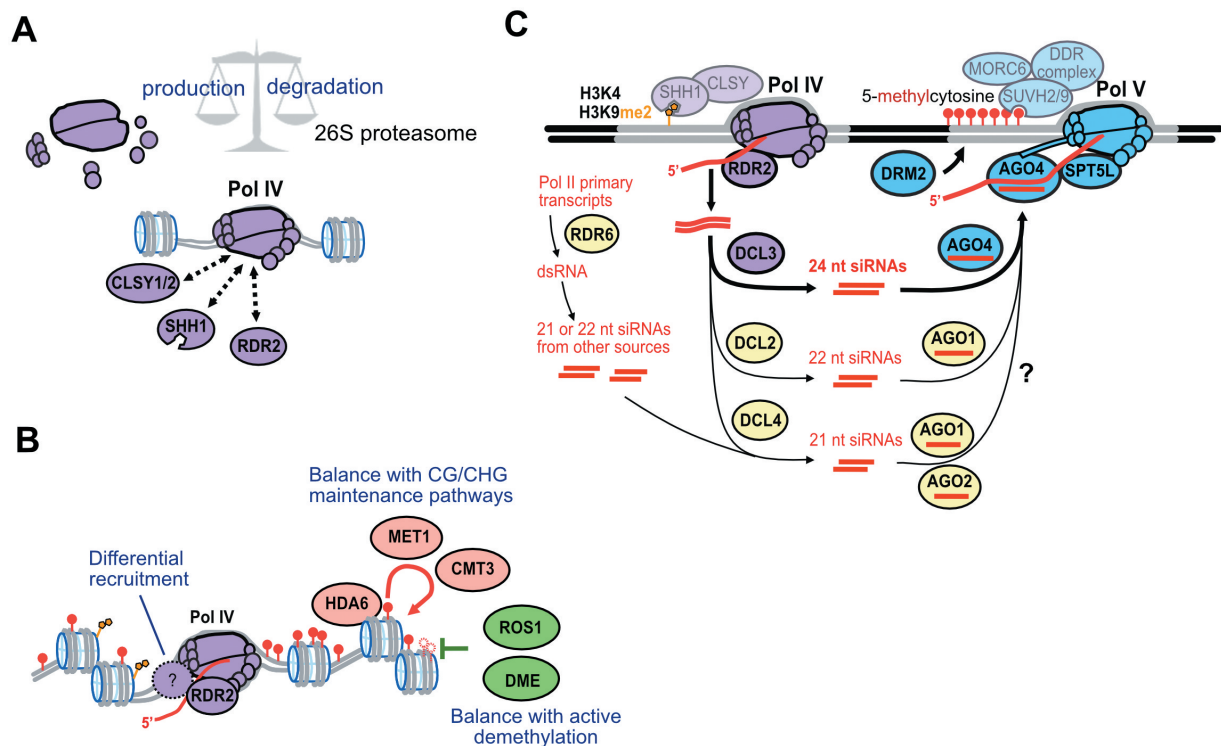 A
production
degradation
26S proteasome
Pol IV
CLSY1/2
SHH1
RDR2
B
Balance with CG/CHG
maintenance pathways
MET1
CMT3
HDA6
Differential
recruitment
Pol IV
?
RDR2
5'
ROS1
DME
Balance with active
demethylation
C
H3K4
H3K9me2
SHH1
CLSY
Pol IV
RDR2
5'
5-methylcytosine
MORC6
DDR
complex
SUVH2/9
Pol V
DRM2
AGO4
SPT5L
5'
Pol II primary
transcripts
RDR6
dsRNA
21 or 22 nt siRNAs
from other sources
DCL3
24 nt siRNAs
AGO4
DCL2
22 nt siRNAs
AGO1
?
DCL4
21 nt siRNAs
AGO1
AGO2